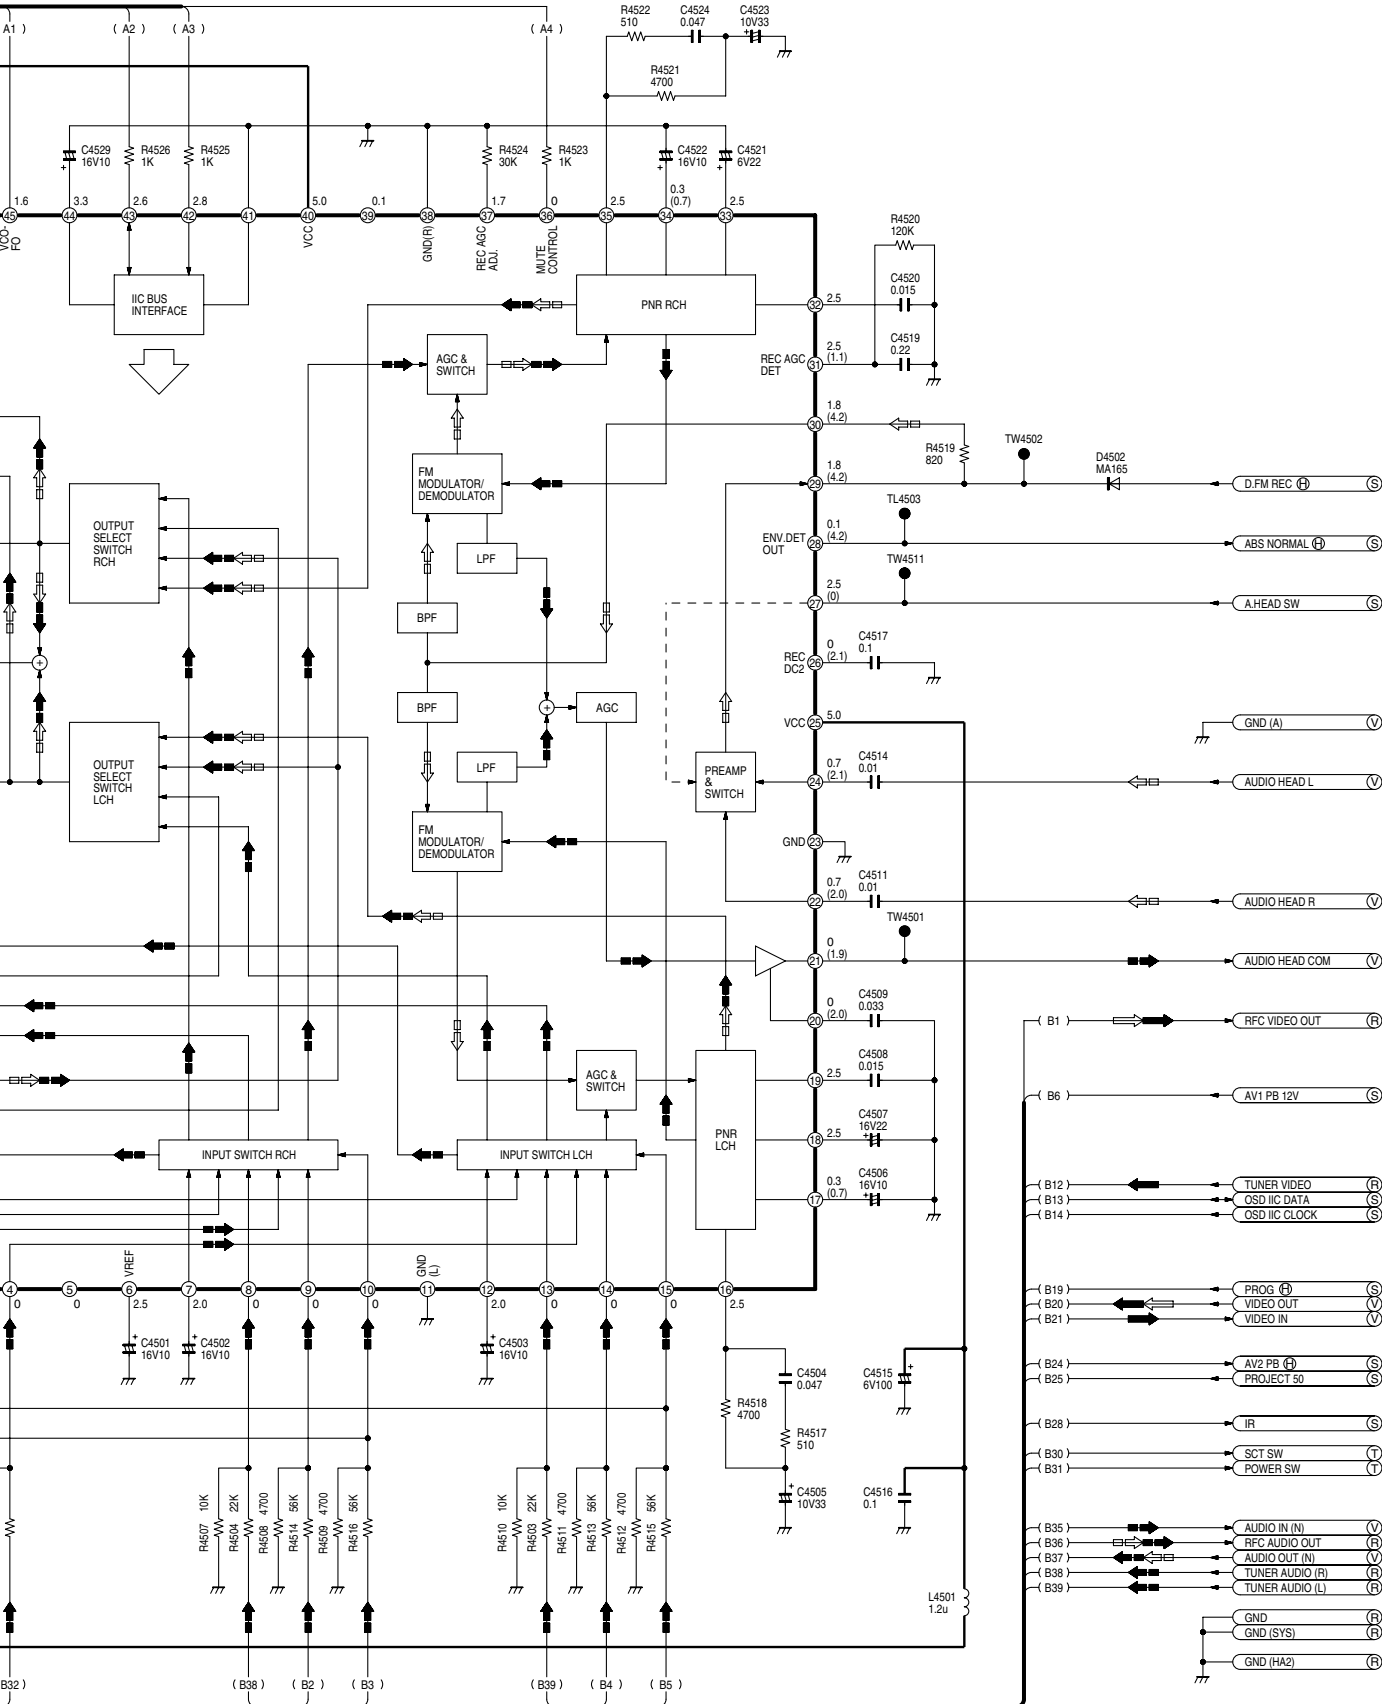 ( A1 )
( A2 )
( A3 )
( A4 )
R4522
510
C4524
0.047
C4523
10V33
+
R4521
4700
C4529
16V10
+
R4526
1K
R4525
1K
R4524
30K
R4523
1K
C4522
16V10
+
C4521
6V22
+
1.6
3.3
2.6
2.8
5.0
0.1
1.7
0
2.5
0.3
(0.7)
2.5
45
44
43
42
41
40
39
38
37
36
35
34
33
VCO-
FO
VCC
GND(R)
REC AGC
ADJ.
MUTE
CONTROL
R4520
120K
IIC BUS
INTERFACE
PNR RCH
32
2.5
C4520
0.015
AGC &
SWITCH
REC AGC
DET
31
2.5
(1.1)
C4519
0.22
30
1.8
(4.2)
R4519
820
TW4502
D4502
MA165
FM
MODULATOR/
DEMODULATOR
29
1.8
(4.2)
D.FM REC H S
OUTPUT
SELECT
SWITCH
RCH
LPF
TL4503
ENV.DET
OUT
28
0.1
(4.2)
ABS NORMAL H S
TW4511
BPF
27
2.5
(0)
A.HEAD SW S
+
REC
DC2
26
0
(2.1)
C4517
0.1
BPF
+
AGC
VCC
25
5.0
GND (A) V
OUTPUT
SELECT
SWITCH
LCH
LPF
PREAMP
&
SWITCH
24
0.7
(2.1)
C4514
0.01
AUDIO HEAD L V
FM
MODULATOR/
DEMODULATOR
GND
23
22
0.7
(2.0)
C4511
0.01
AUDIO HEAD R V
TW4501
21
0
(1.9)
AUDIO HEAD COM V
20
0
(2.0)
C4509
0.033
( B1 )
RFC VIDEO OUT R
AGC &
SWITCH
19
2.5
C4508
0.015
( B6 )
AV1 PB 12V S
PNR
LCH
18
2.5
C4507
16V22
+
INPUT SWITCH RCH
INPUT SWITCH LCH
17
0.3
(0.7)
C4506
16V10
+
( B12 )
TUNER VIDEO R
( B13 )
OSD IIC DATA S
( B14 )
OSD IIC CLOCK S
VREF
GND
(L)
4
5
6
7
8
9
10
11
12
13
14
15
16
0
0
2.5
2.0
0
0
0
2.0
0
0
0
2.5
( B19 )
PROG H S
( B20 )
VIDEO OUT V
( B21 )
VIDEO IN V
+
C4501
16V10
+
C4502
16V10
+
C4503
16V10
( B24 )
AV2 PB H S
( B25 )
PROJECT 50 S
C4504
0.047
C4515
6V100
+
R4518
4700
R4517
510
( B28 )
IR S
( B30 )
SCT SW T
( B31 )
POWER SW T
+
C4505
10V33
C4516
0.1
R4507 10K
R4504 22K
R4508 4700
R4514 56K
R4509 4700
R4516 56K
R4510 10K
R4503 22K
R4511 4700
R4513 56K
R4512 4700
R4515 56K
( B35 )
AUDIO IN (N) V
( B36 )
RFC AUDIO OUT R
( B37 )
AUDIO OUT (N) V
( B38 )
TUNER AUDIO (R) R
( B39 )
TUNER AUDIO (L) R
L4501
1.2u
GND R
GND (SYS) R
GND (HA2) R
B32 )
( B38 )
( B2 )
( B3 )
( B39 )
( B4 )
( B5 )